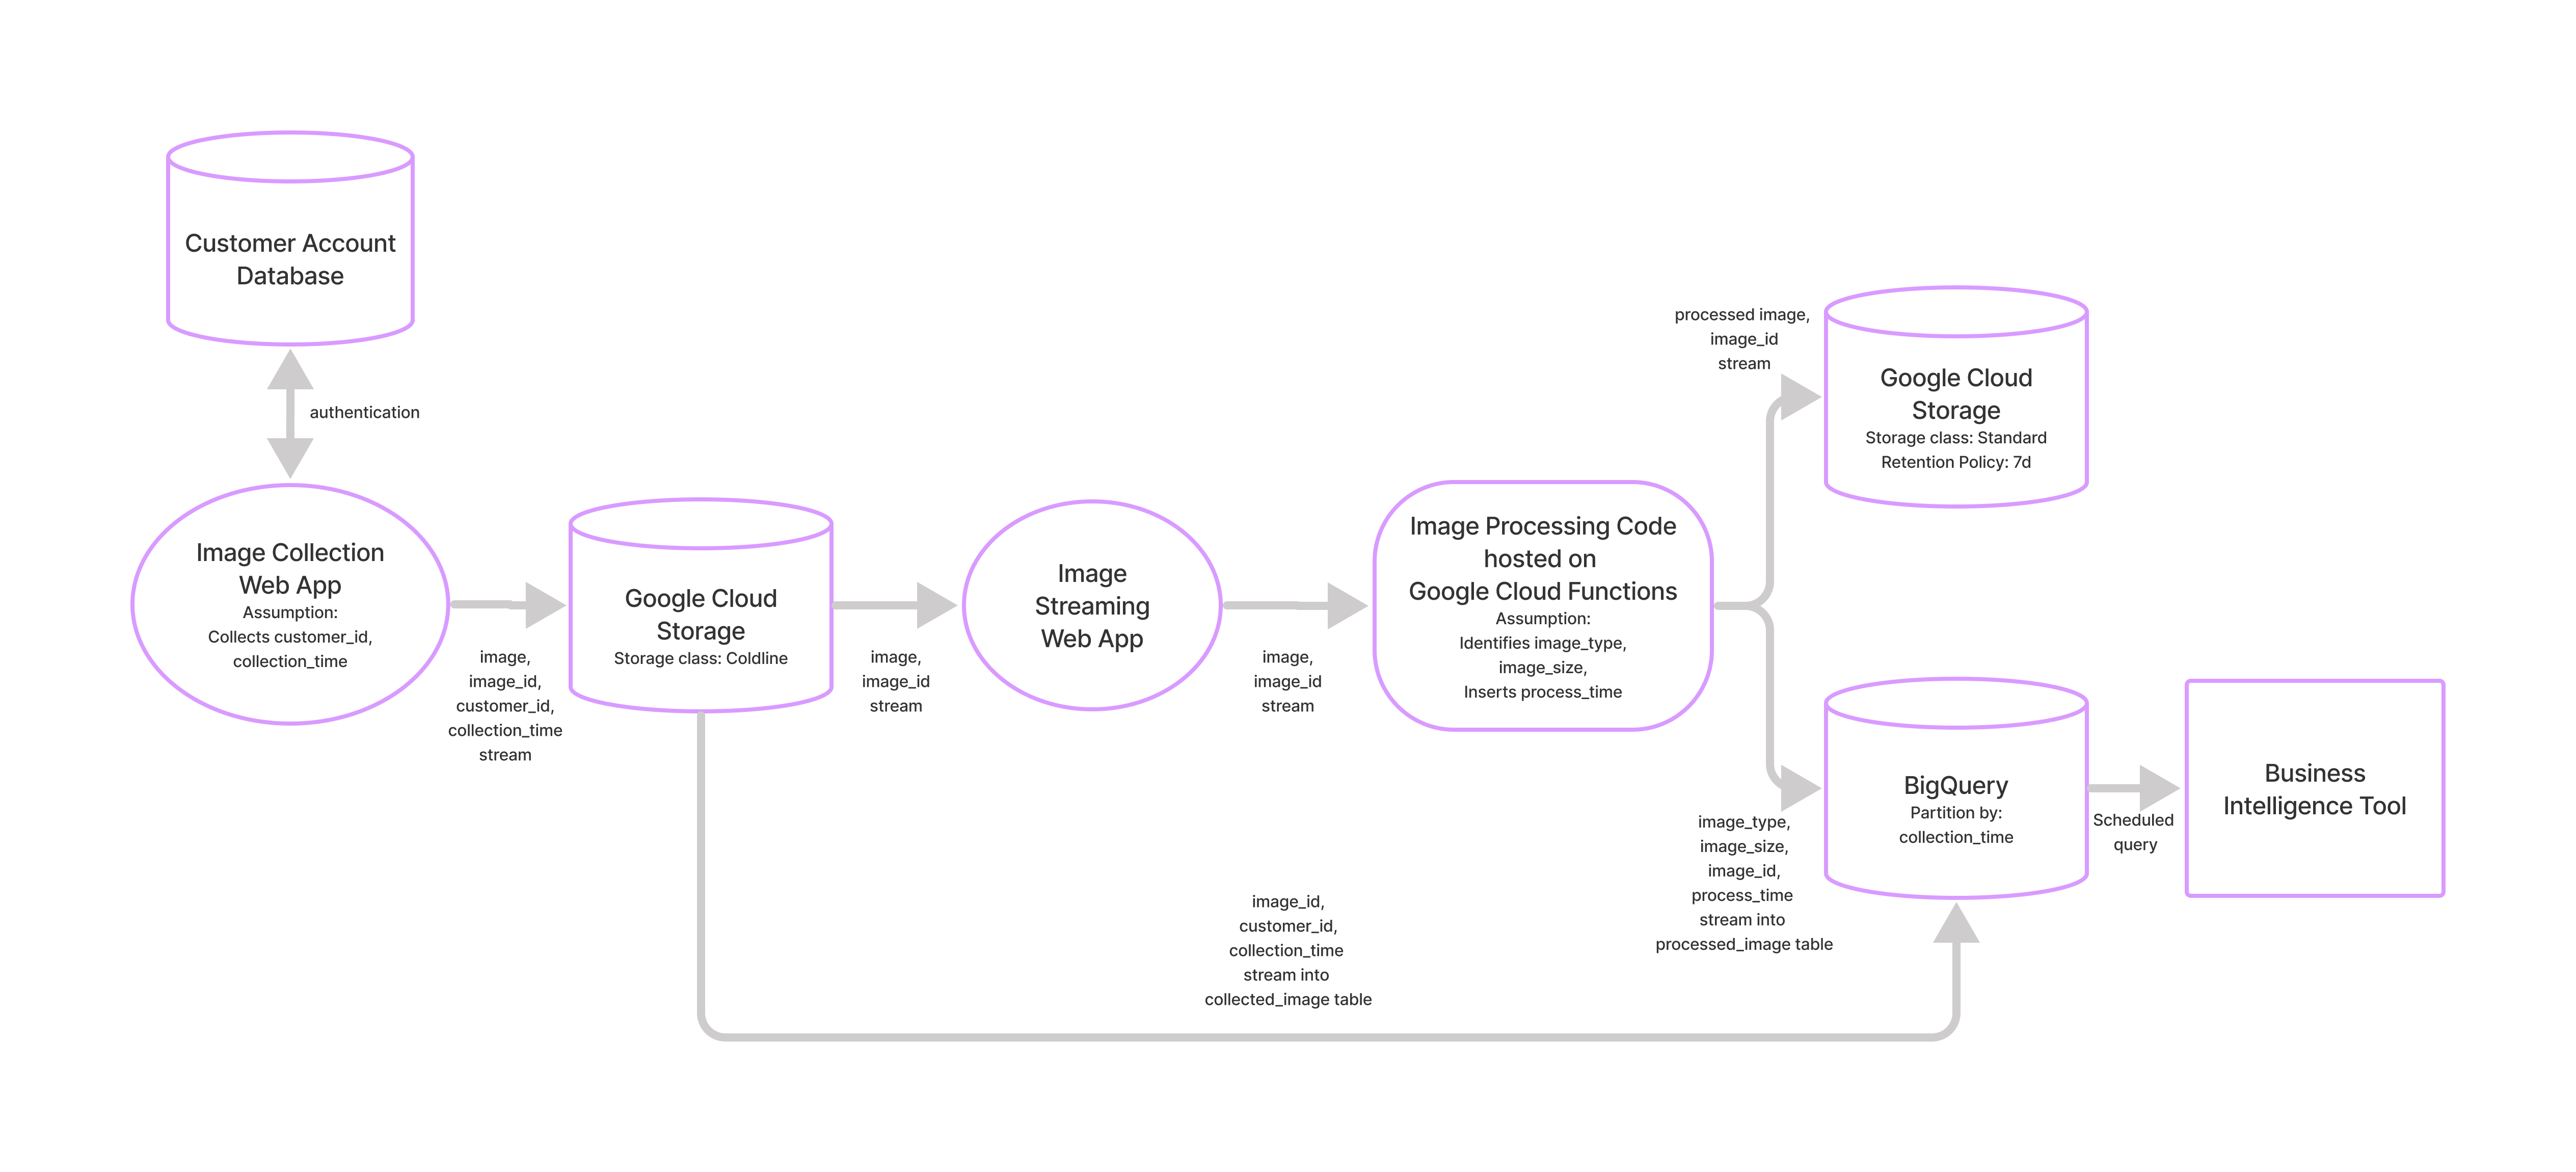 Customer Account
Database
authentication
Image Collection
Web App
Assumption:
Collects customer_id,
collection_time
image,
image_id,
customer_id,
collection_time
stream
Google Cloud
Storage
Storage class: Coldline
image,
image_id
stream
Image
Streaming
Web App
image,
image_id
stream
Image Processing Code
hosted on
Google Cloud Functions
Assumption:
Identifies image_type,
image_size,
Inserts process_time
processed image,
image_id
stream
Google Cloud
Storage
Storage class: Standard
Retention Policy: 7d
image_type,
image_size,
image_id,
process_time
stream into
processed_image table
BigQuery
Partition by:
collection_time
Scheduled
query
Business
Intelligence Tool
image_id,
customer_id,
collection_time
stream into
collected_image table